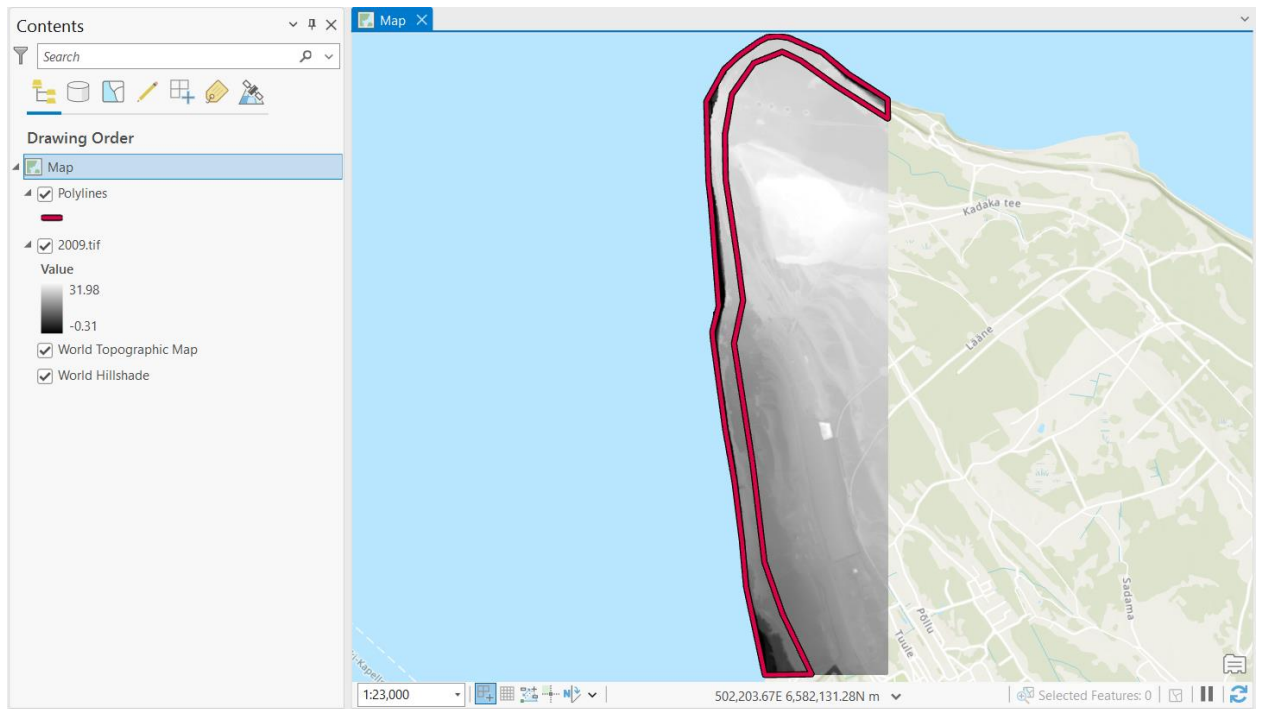 Contents
Map
Search
Drawing Order
Map
Polylines
2009.tif
Value
31.98
-0.31
World Topographic Map
World Hillshade
Kadaka tee
Lääne
Sadama
Põllu
Tuule
1:23,000
502,203.67E 6,582,131.28N m
Selected Features: 0